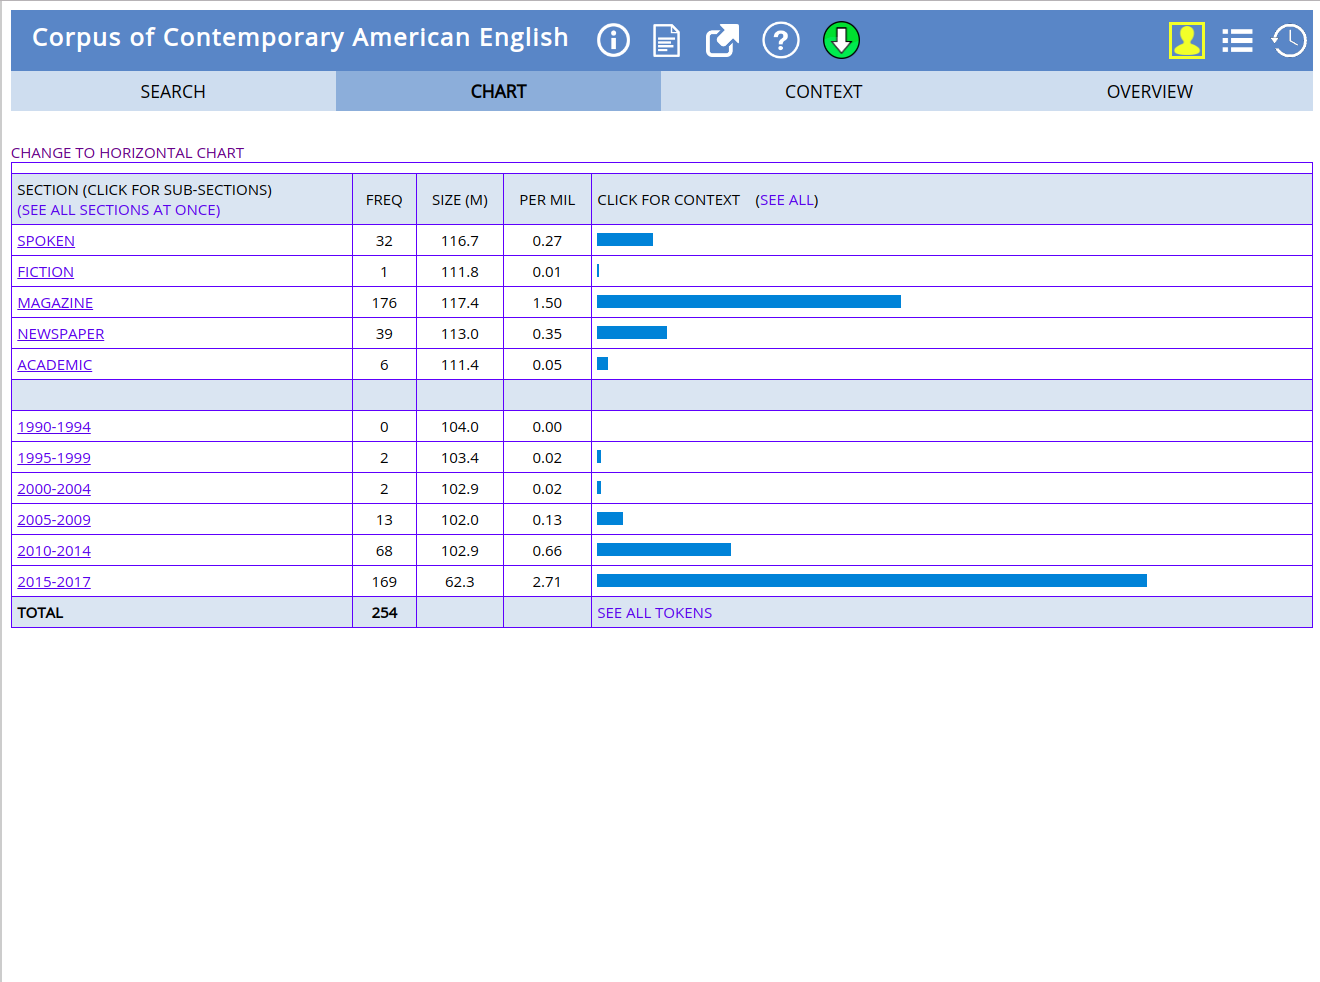 Corpus of Contemporary American English
SEARCH CHART CONTEXT OVERVIEW
CHANGE TO HORIZONTAL CHART
SECTION (CLICK FOR SUB-SECTIONS)
(SEE ALL SECTIONS AT ONCE)
FREQ SIZE (M) PER MIL CLICK FOR CONTEXT (SEE ALL)
SPOKEN 32 116.7 0.27
FICTION 1 111.8 0.01
MAGAZINE 176 117.4 1.50
NEWSPAPER 39 113.0 0.35
ACADEMIC 6 111.4 0.05
1990-1994 0 104.0 0.00
1995-1999 2 103.4 0.02
2000-2004 2 102.9 0.02
2005-2009 13 102.0 0.13
2010-2014 68 102.9 0.66
2015-2017 169 62.3 2.71
TOTAL 254 SEE ALL TOKENS